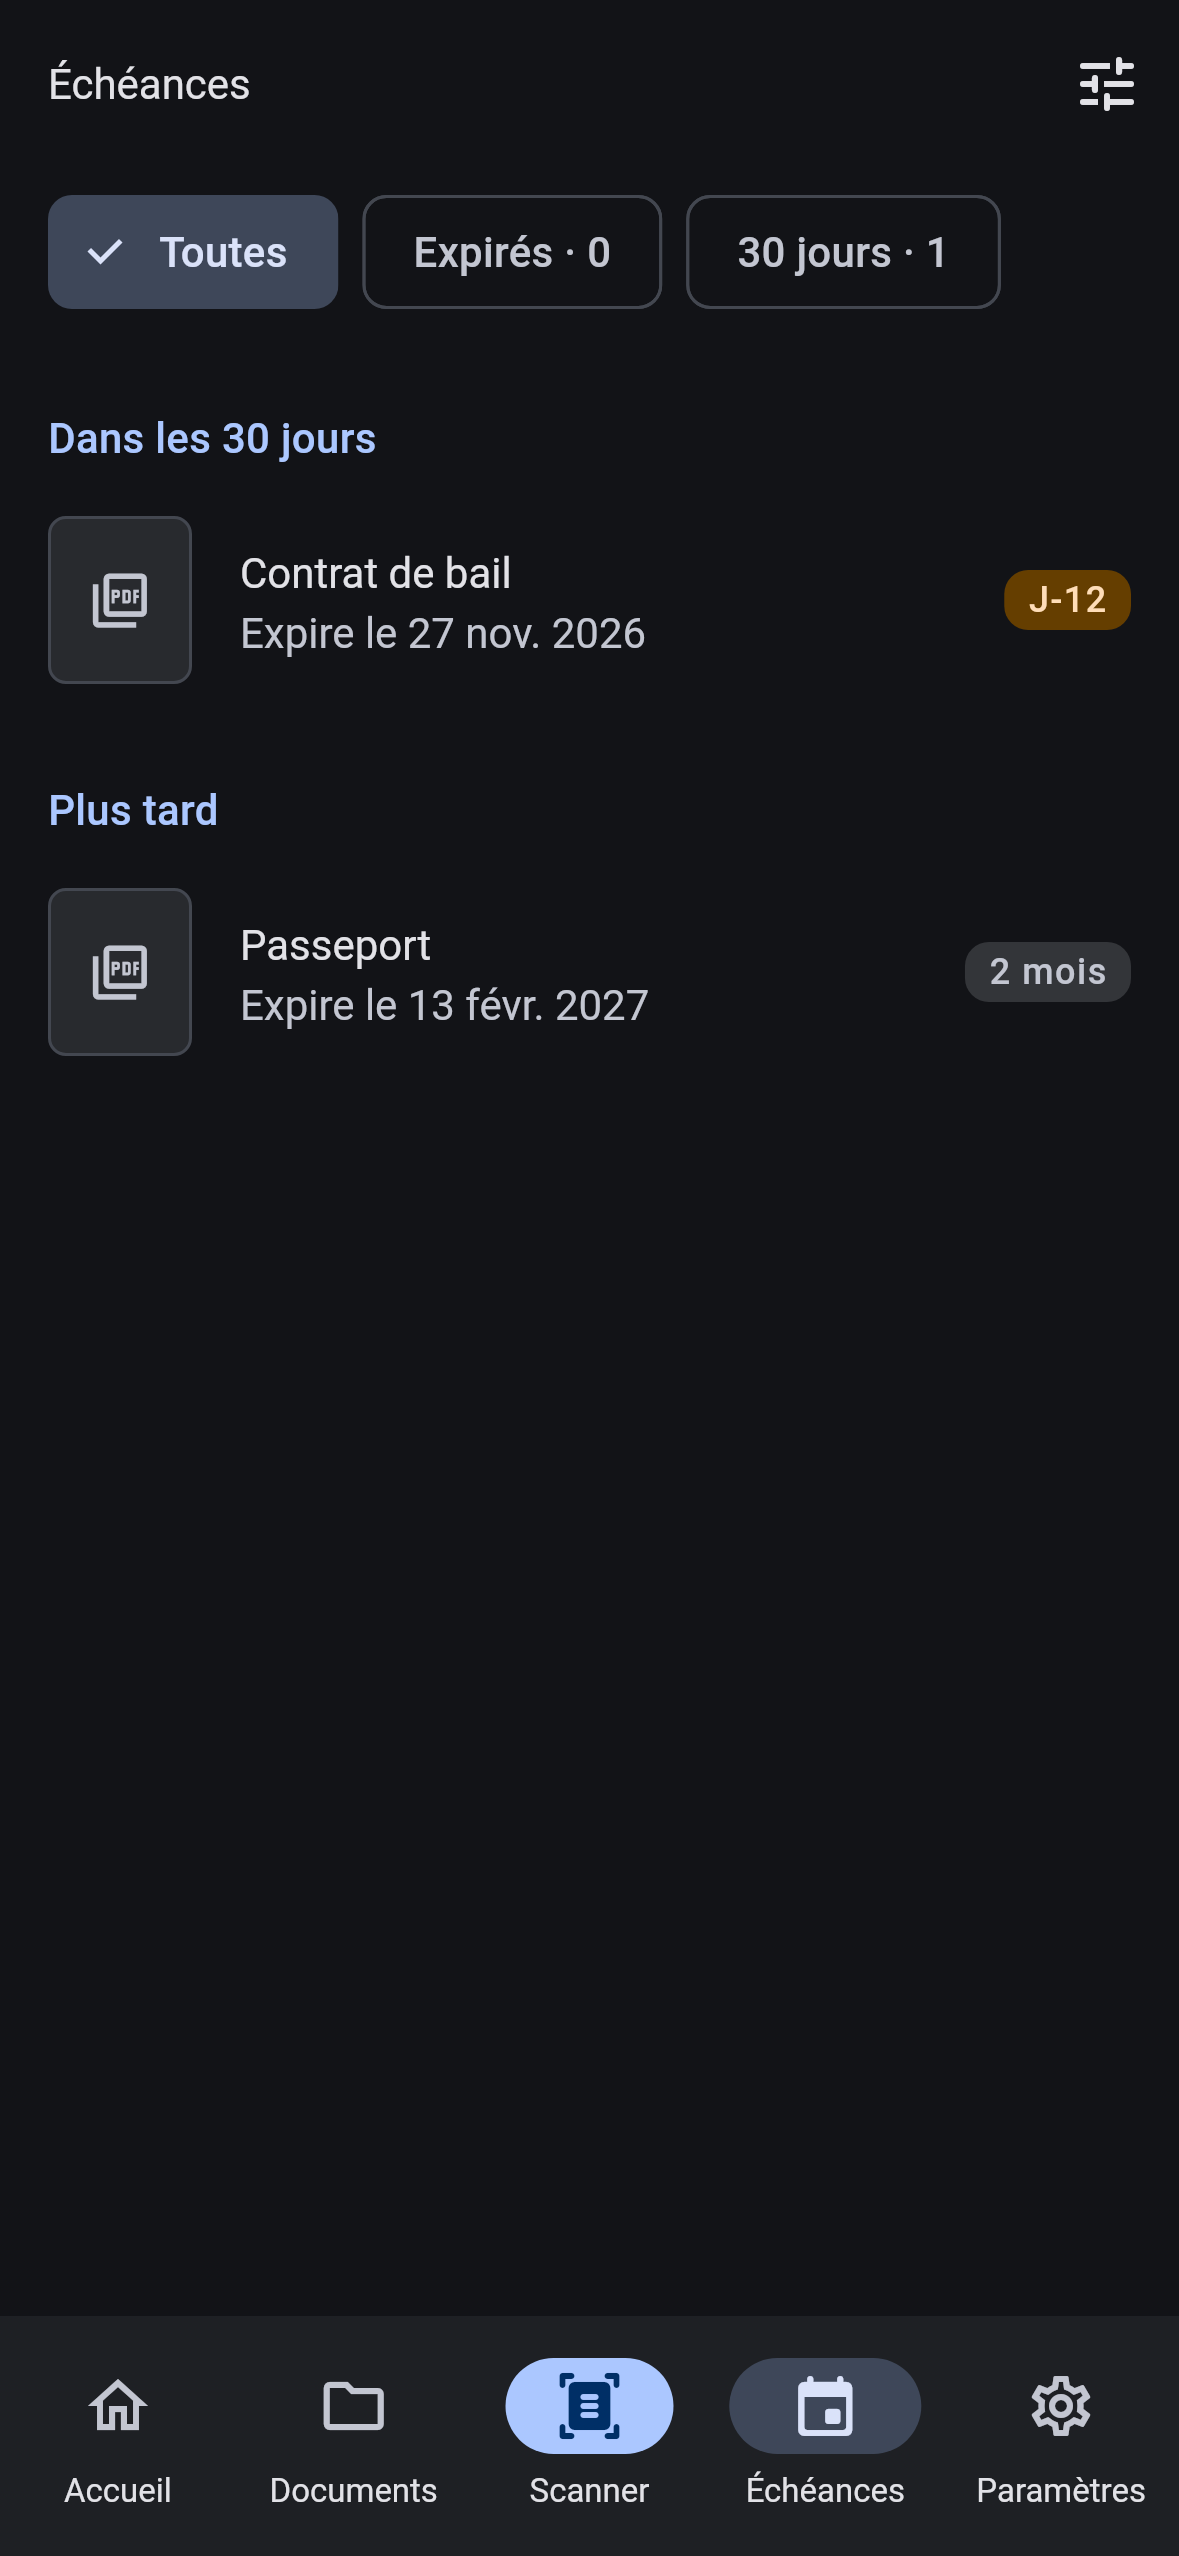 Échéances
Toutes
Expirés · 0
30 jours · 1
Dans les 30 jours
PDF
Contrat de bail
Expire le 27 nov. 2026
J-12
Plus tard
PDF
Passeport
Expire le 13 févr. 2027
2 mois
Accueil
Documents
Scanner
Échéances
Paramètres